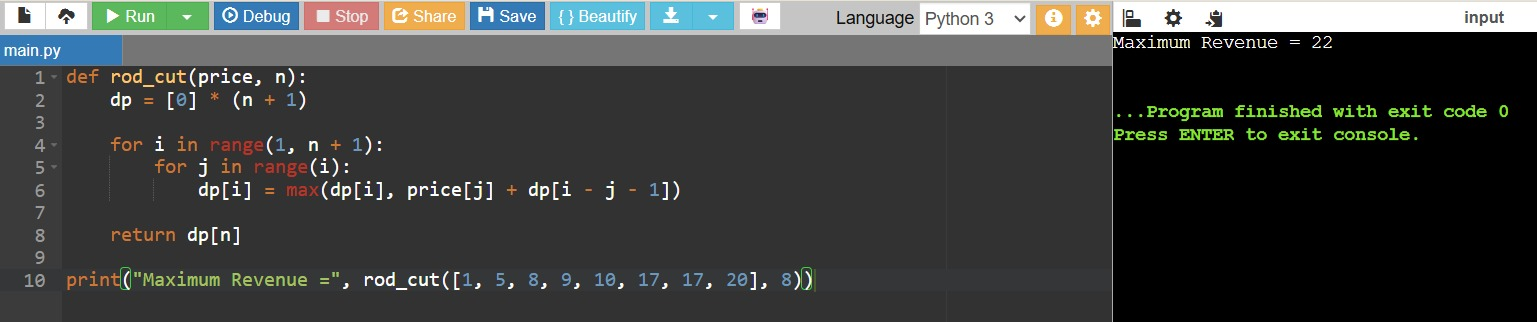 Run Debug Stop Share Save { } Beautify Language Python 3 input
main.py
1 def rod_cut(price, n):
2     dp = [0] * (n + 1)
3
4     for i in range(1, n + 1):
5         for j in range(i):
6             dp[i] = max(dp[i], price[j] + dp[i - j - 1])
7
8     return dp[n]
9
10 print("Maximum Revenue =", rod_cut([1, 5, 8, 9, 10, 17, 17, 20], 8))
Maximum Revenue = 22
...Program finished with exit code 0
Press ENTER to exit console.